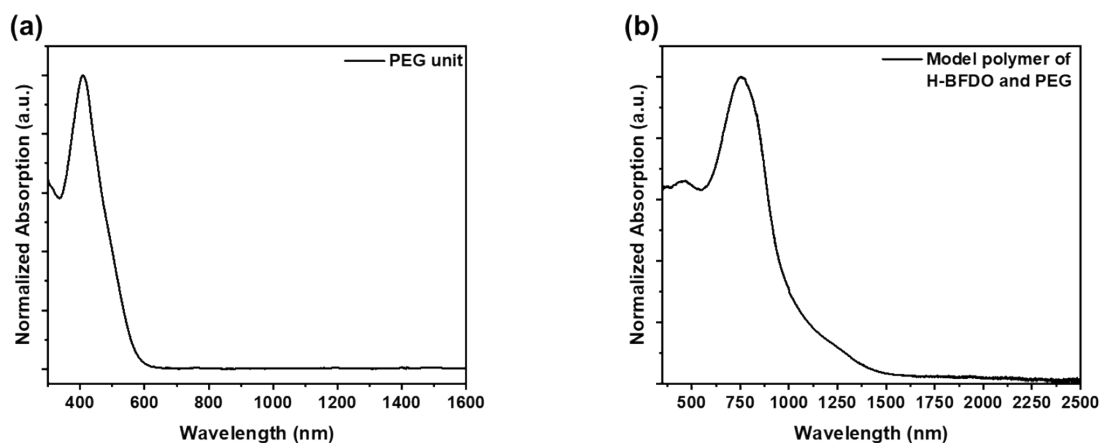 (a)
PEG unit
Normalized Absorption (a.u.)
400 600 800 1000 1200 1400 1600
Wavelength (nm)
(b)
Model polymer of
H-BFDO and PEG
Normalized Absorption (a.u.)
500 750 1000 1250 1500 1750 2000 2250 2500
Wavelength (nm)